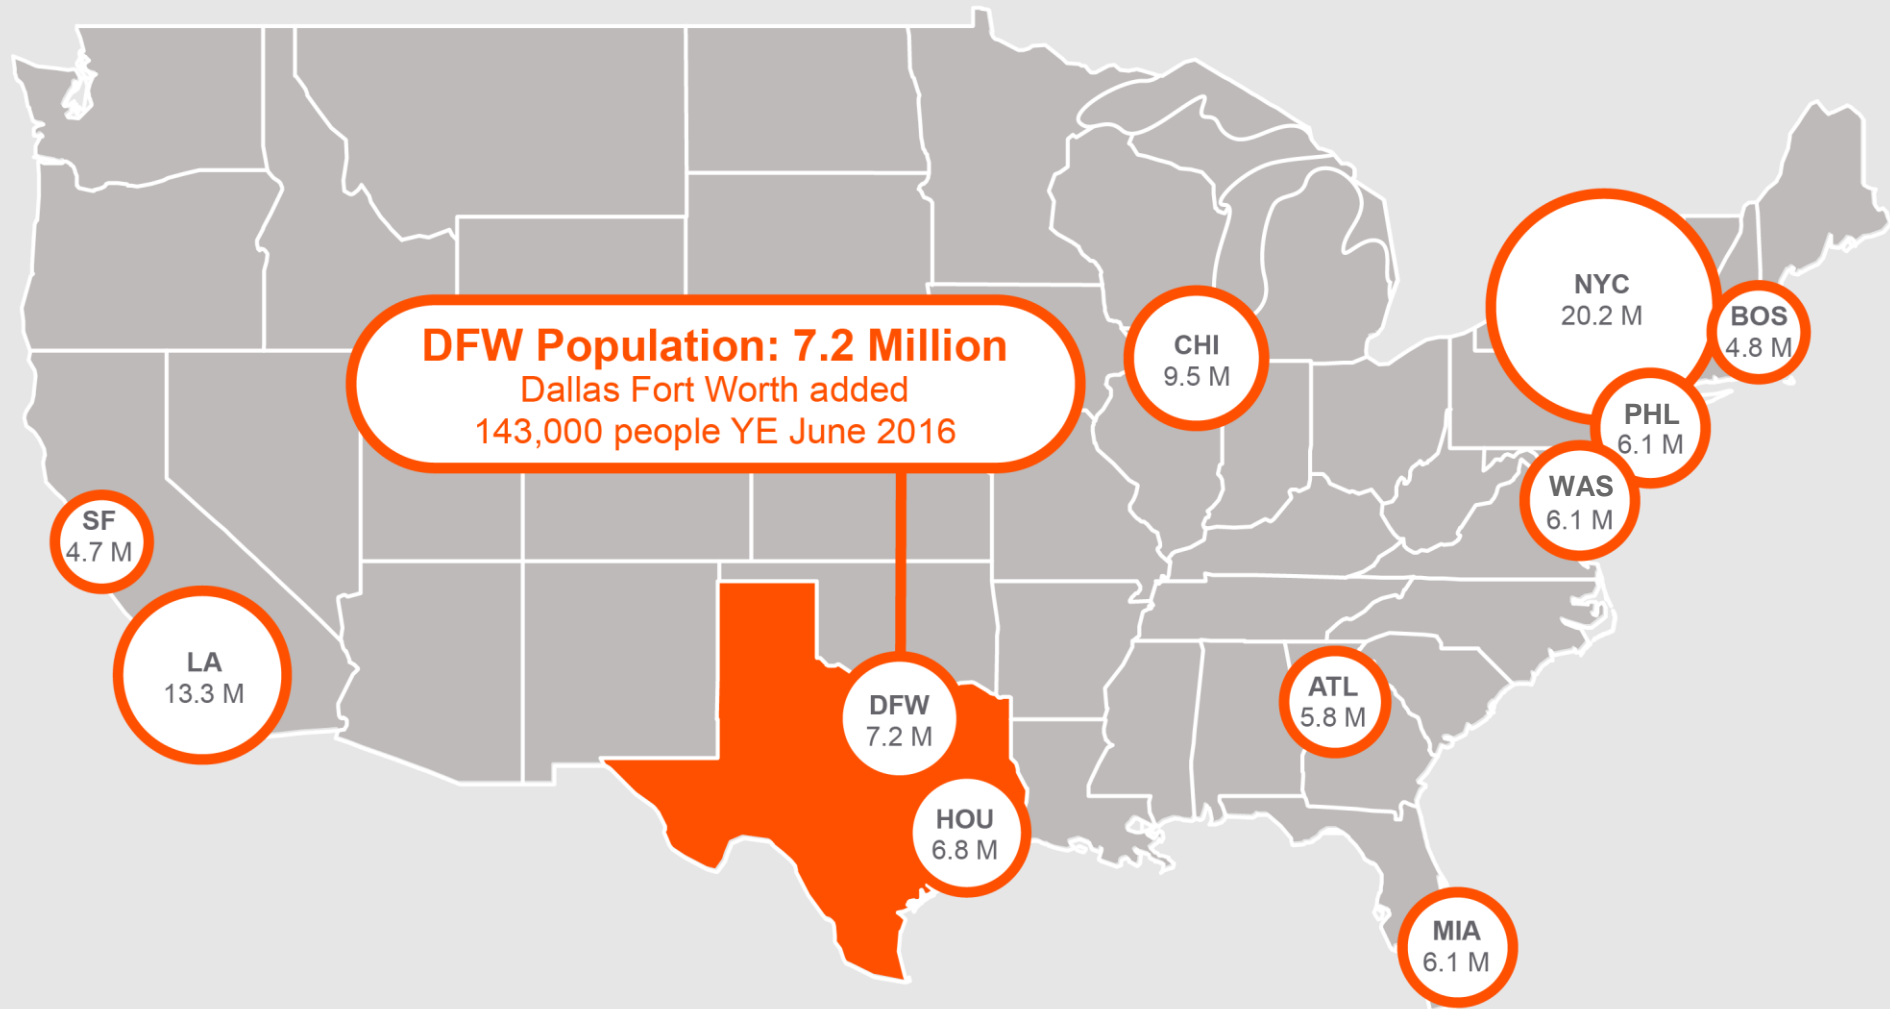 DFW Population: 7.2 Million
Dallas Fort Worth added
143,000 people YE June 2016
NYC
20.2 M
BOS
4.8 M
CHI
9.5 M
PHL
6.1 M
WAS
6.1 M
SF
4.7 M
LA
13.3 M
DFW
7.2 M
ATL
5.8 M
HOU
6.8 M
MIA
6.1 M